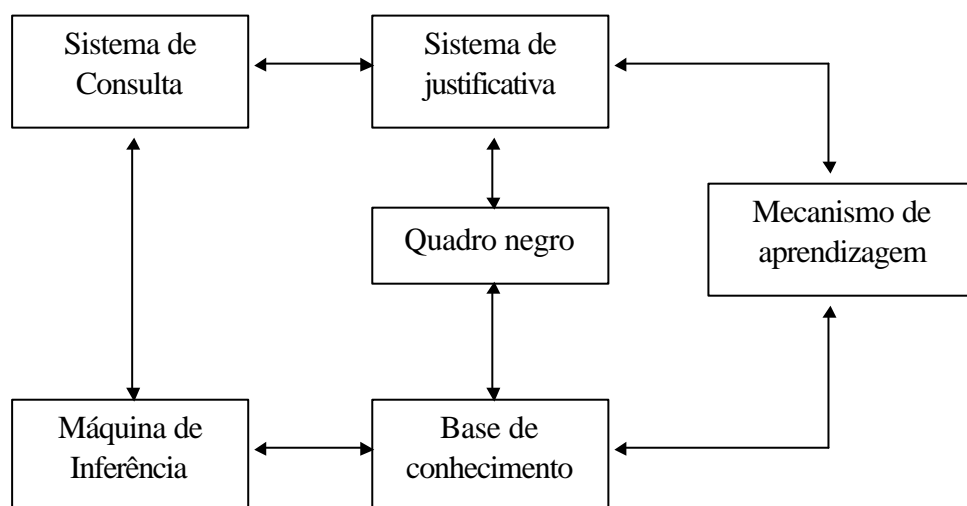 Sistema de
Consulta
Sistema de
justificativa
Quadro negro
Mecanismo de
aprendizagem
Máquina de
Inferência
Base de
conhecimento